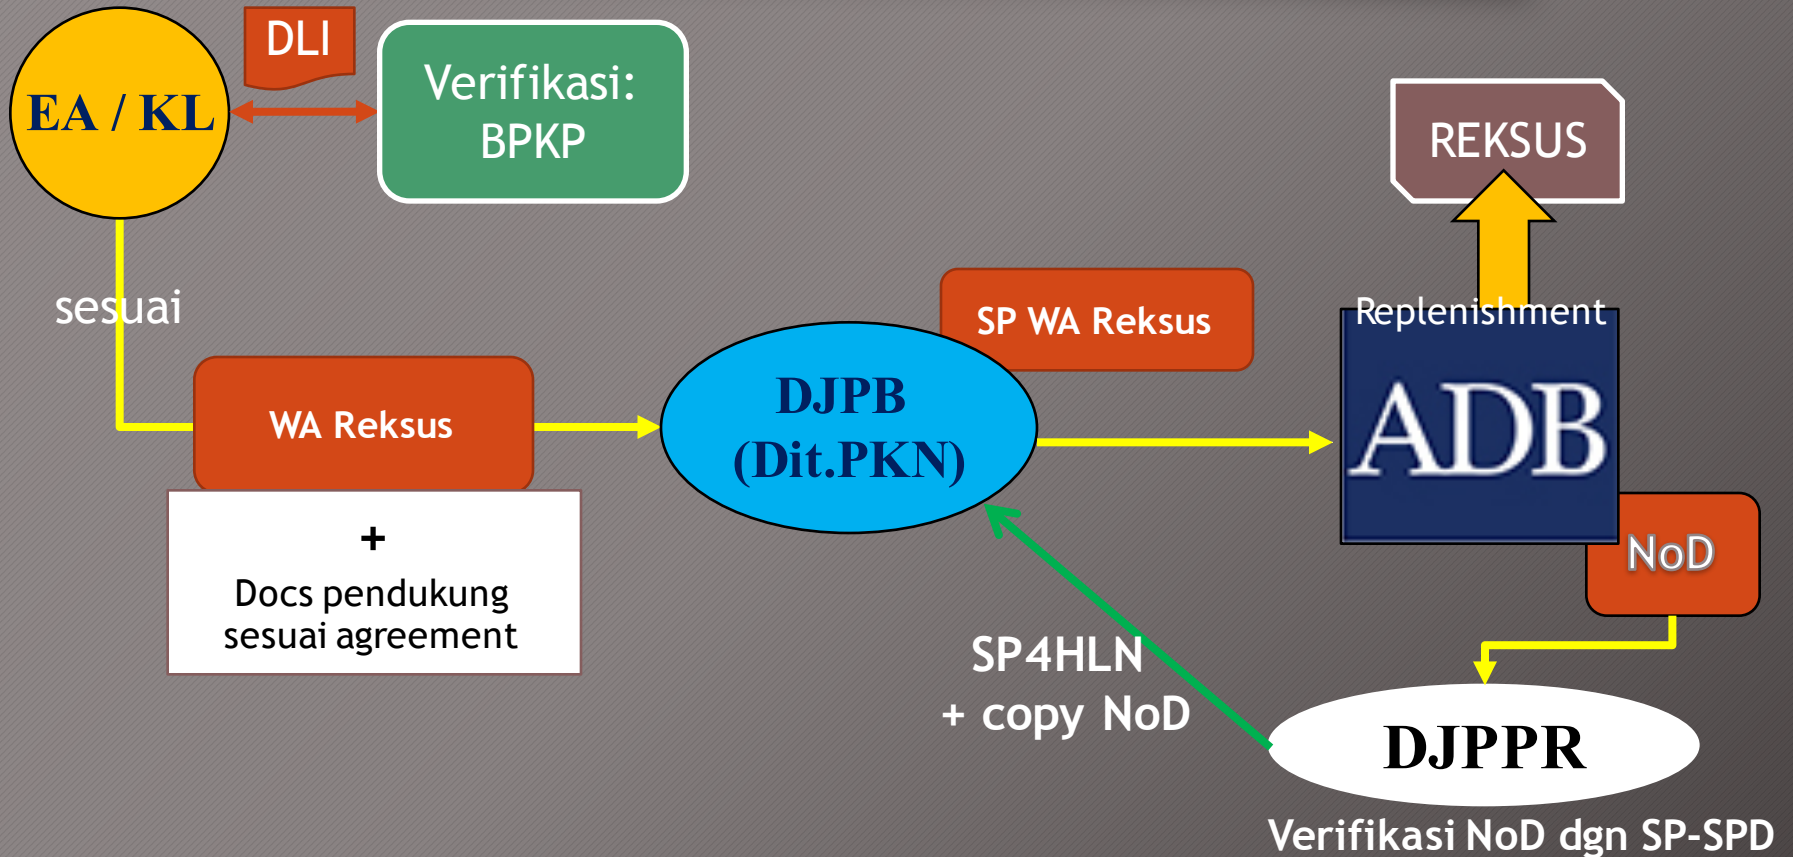 DLI
EA / KL
Verifikasi:
BPKP
REKSUS
sesuai
SP WA Reksus
Replenishment
WA Reksus
DJPB
(Dit.PKN)
ADB
+
Docs pendukung
sesuai agreement
NoD
SP4HLN
+ copy NoD
DJPPR
Verifikasi NoD dgn SP-SPD